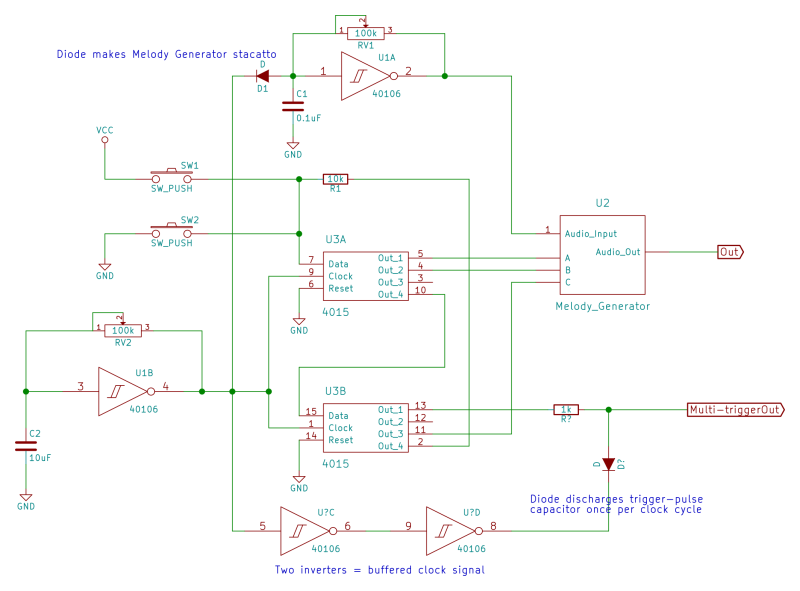 2
1 3
RV1
Diode makes Melody Generator stacatto
U1A
D
1 2
D1
40106
C1
0.1uF
GND
VCC
SW1
SW_PUSH
10k
R1
SW2
SW_PUSH
GND
U2
1 Audio_Input
Audio_Out
A
B
C
Melody_Generator
Out
U3A
7 Data Out_1 5
9 Clock Out_2 4
6 Reset Out_3 3
Out_4 10
4015
GND
2
1 100k 3
RV2
U1B
3 4
40106
C2
10uF
GND
U3B
15 Data Out_1 13
1 Clock Out_2 12
14 Reset Out_3 11
Out_4 2
4015
GND
1k
R?
Multi-triggerOut
D
D?
Diode discharges trigger-pulse
capacitor once per clock cycle
U?C
5 6
40106
U?D
9 8
40106
Two inverters = buffered clock signal